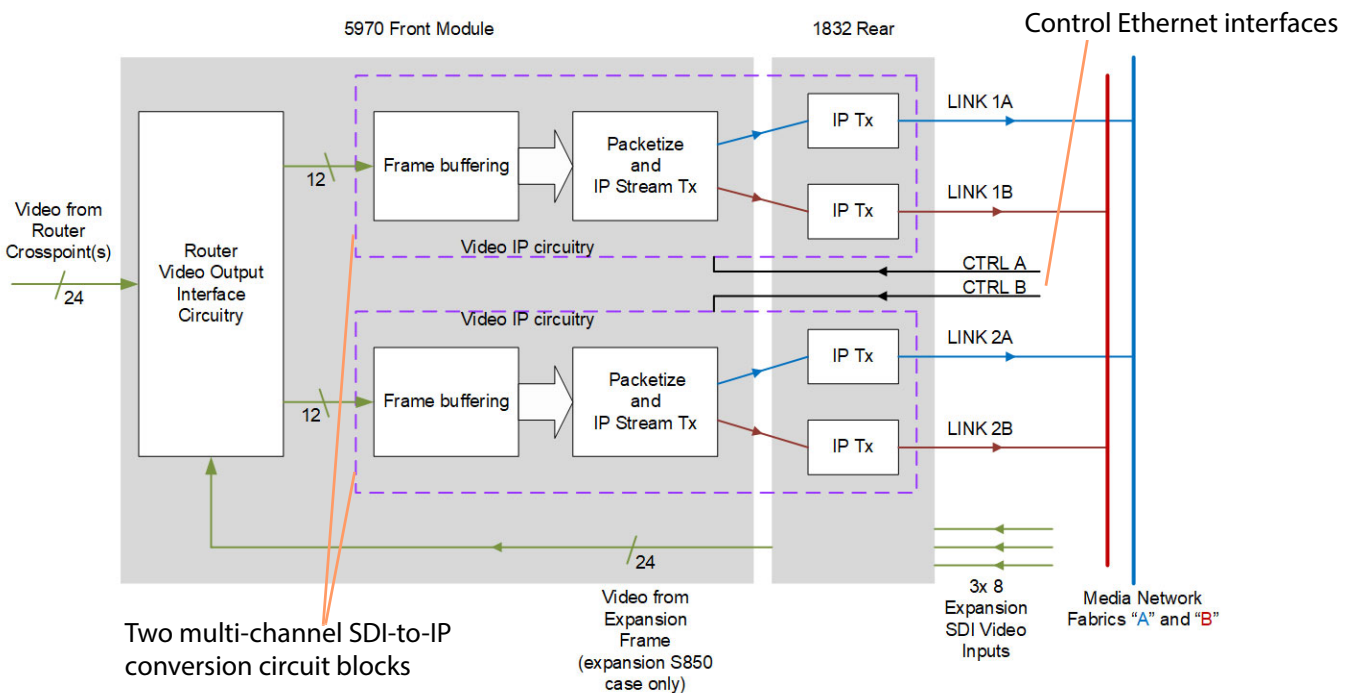 5970 Front Module
1832 Rear
Control Ethernet interfaces
Video from
Router
Crosspoint(s)
24
Router
Video Output
Interface
Circuitry
12
Frame buffering
Packetize
and
IP Stream Tx
IP Tx
LINK 1A
IP Tx
LINK 1B
Video IP circuitry
CTRL A
CTRL B
Video IP circuitry
12
Frame buffering
Packetize
and
IP Stream Tx
IP Tx
LINK 2A
IP Tx
LINK 2B
24
Video from
Expansion
Frame
(expansion S850
case only)
3x 8
Expansion
SDI Video
Inputs
Media Network
Fabrics “A” and “B”
Two multi-channel SDI-to-IP
conversion circuit blocks